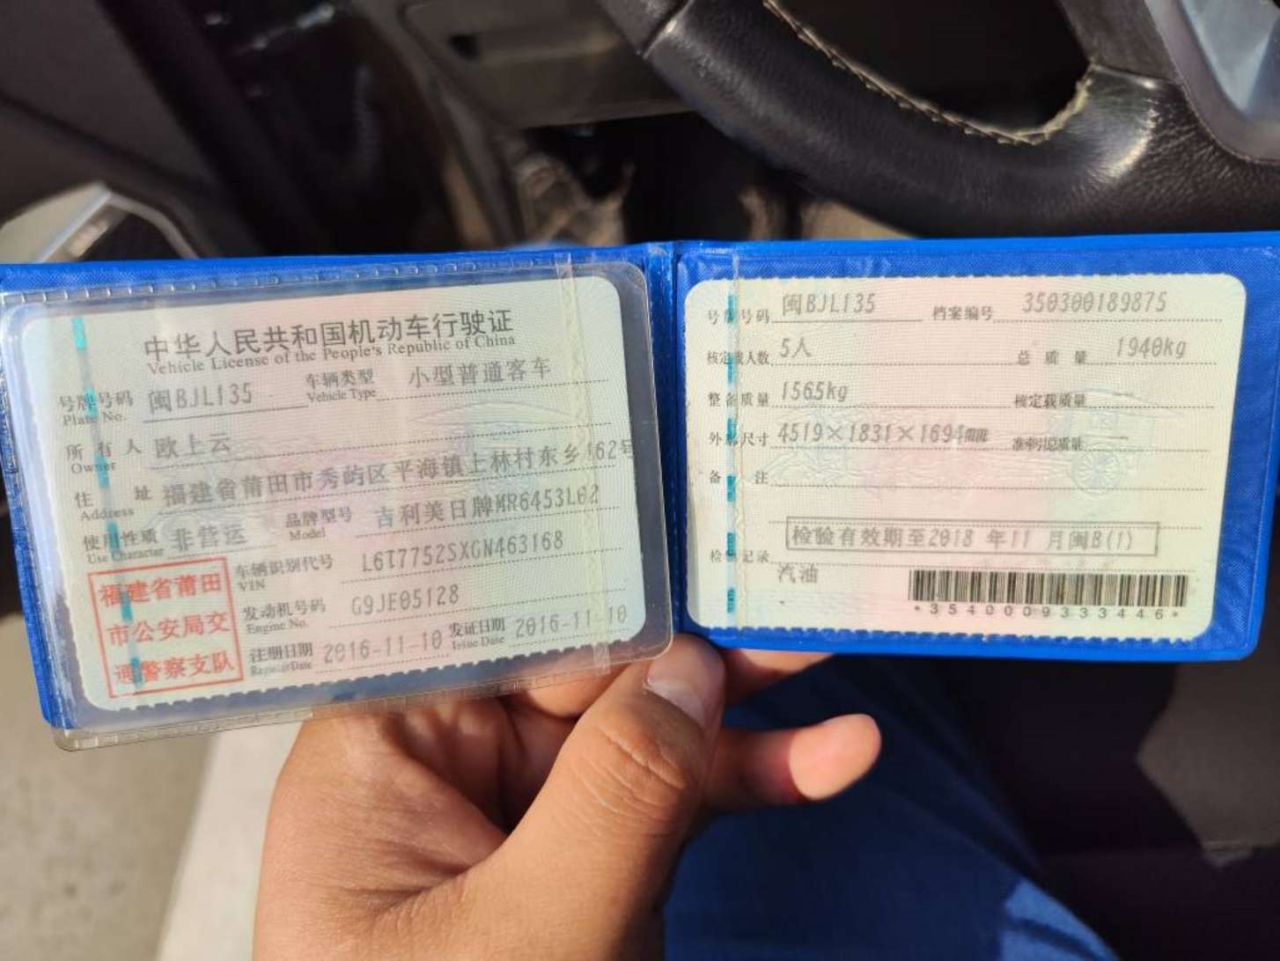 中华人民共和国机动车行驶证
Vehicle License of the People's Republic of China
号牌号码 闽BJL135 车辆类型 小型普通客车
Plate No. Vehicle Type
所有人 欧上云
Owner
住址 福建省莆田市秀屿区平海镇上林村东乡162号
Address
使用性质 非营运 品牌型号 吉利美日牌MR6453L02
Use Character Model
福建省莆田
市公安局交
通警察支队
车辆识别代号 L6T7752SXGN463168
VIN
发动机号码 G9JE05128
Engine No.
注册日期 2016-11-10 发证日期 2016-11-10
Register Date Issue Date
号牌号码 闽BJL135 档案编号 350300189875
核定载人数 5人 总质量 1940kg
整备质量 1565kg 核定载质量 --
外廓尺寸 4519×1831×1694mm 准牵引总质量 --
备注
检验有效期至2018年11月闽B(1)
检验记录
汽油
*3540009333446*